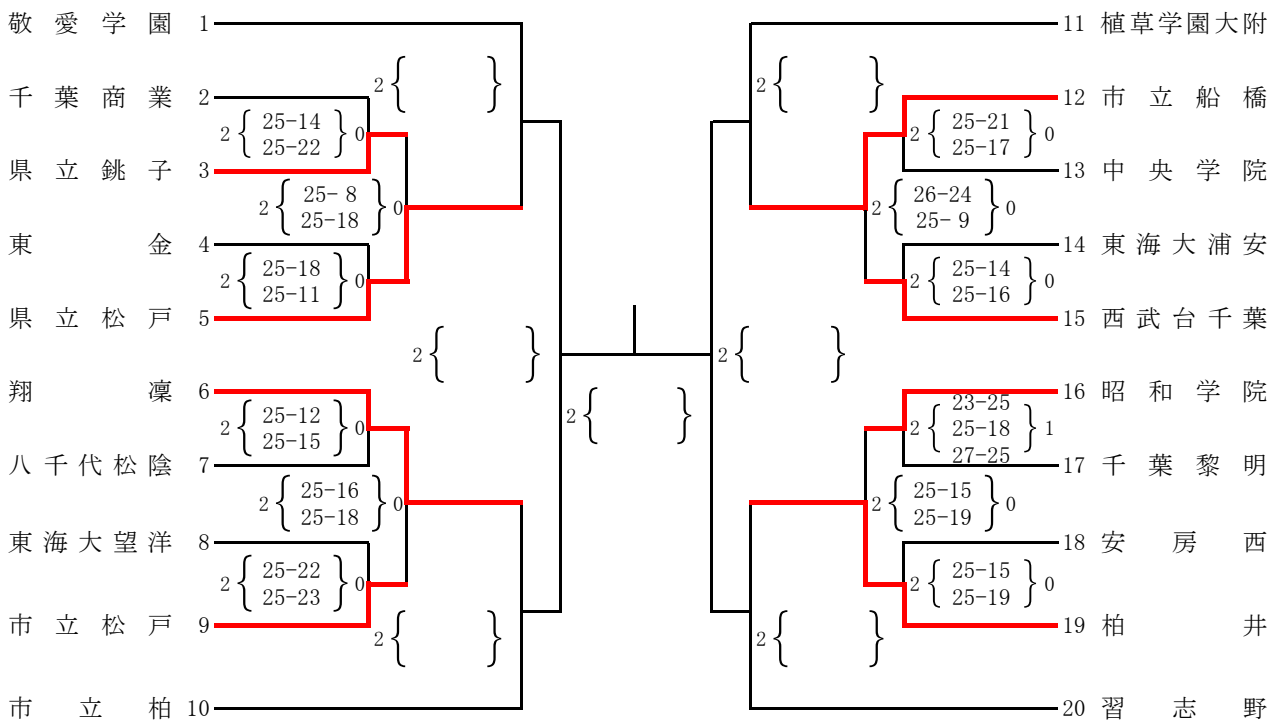 敬愛学園 1
2
千葉商業 2
2 25-14 0
25-22
県立銚子 3
2 25- 8 0
25-18
東金 4
2 25-18 0
25-11
県立松戸 5
2
翔凜 6
2 25-12 0
25-15
八千代松陰 7
2 25-16 0
25-18
東海大望洋 8
2 25-22 0
25-23
市立松戸 9
2
市立柏 10
2
11 植草学園大附
2
12 市立船橋
2 25-21 0
25-17
13 中央学院
2 26-24 0
25- 9
14 東海大浦安
2 25-14 0
25-16
15 西武台千葉
2
16 昭和学院
23-25
2 25-18 1
27-25
17 千葉黎明
2 25-15 0
25-19
18 安房西
2 25-15 0
25-19
19 柏井
2
20 習志野